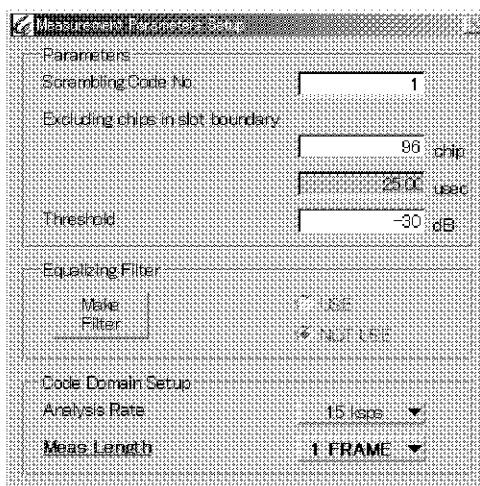 Measurement Parameters Setup
Parameters
Scrambling Code No. 1
Excluding chips in slot boundary
96 chip
25.00 usec
Threshold -30 dB
Equalizing Filter
Make Filter
USE
NOT USE
Code Domain Setup
Analysis Rate 15 ksps
Meas Length 1 FRAME